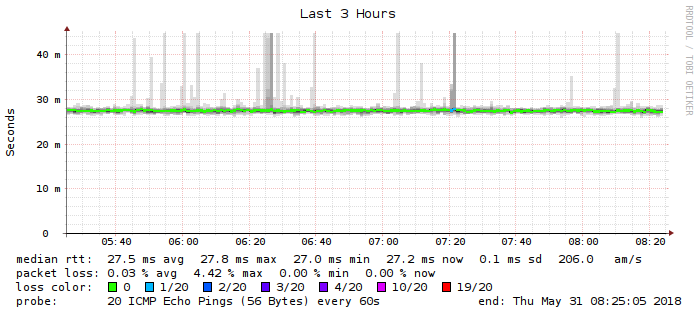 Last 3 Hours
RRDTOOL / TOBI OETIKER
Seconds
40 m
30 m
20 m
10 m
0
05:40 06:00 06:20 06:40 07:00 07:20 07:40 08:00 08:20
median rtt: 27.5 ms avg 27.8 ms max 27.0 ms min 27.2 ms now 0.1 ms sd 206.0 am/s
packet loss: 0.03 % avg 4.42 % max 0.00 % min 0.00 % now
loss color: 0 1/20 2/20 3/20 4/20 10/20 19/20
probe: 20 ICMP Echo Pings (56 Bytes) every 60s end: Thu May 31 08:25:05 2018